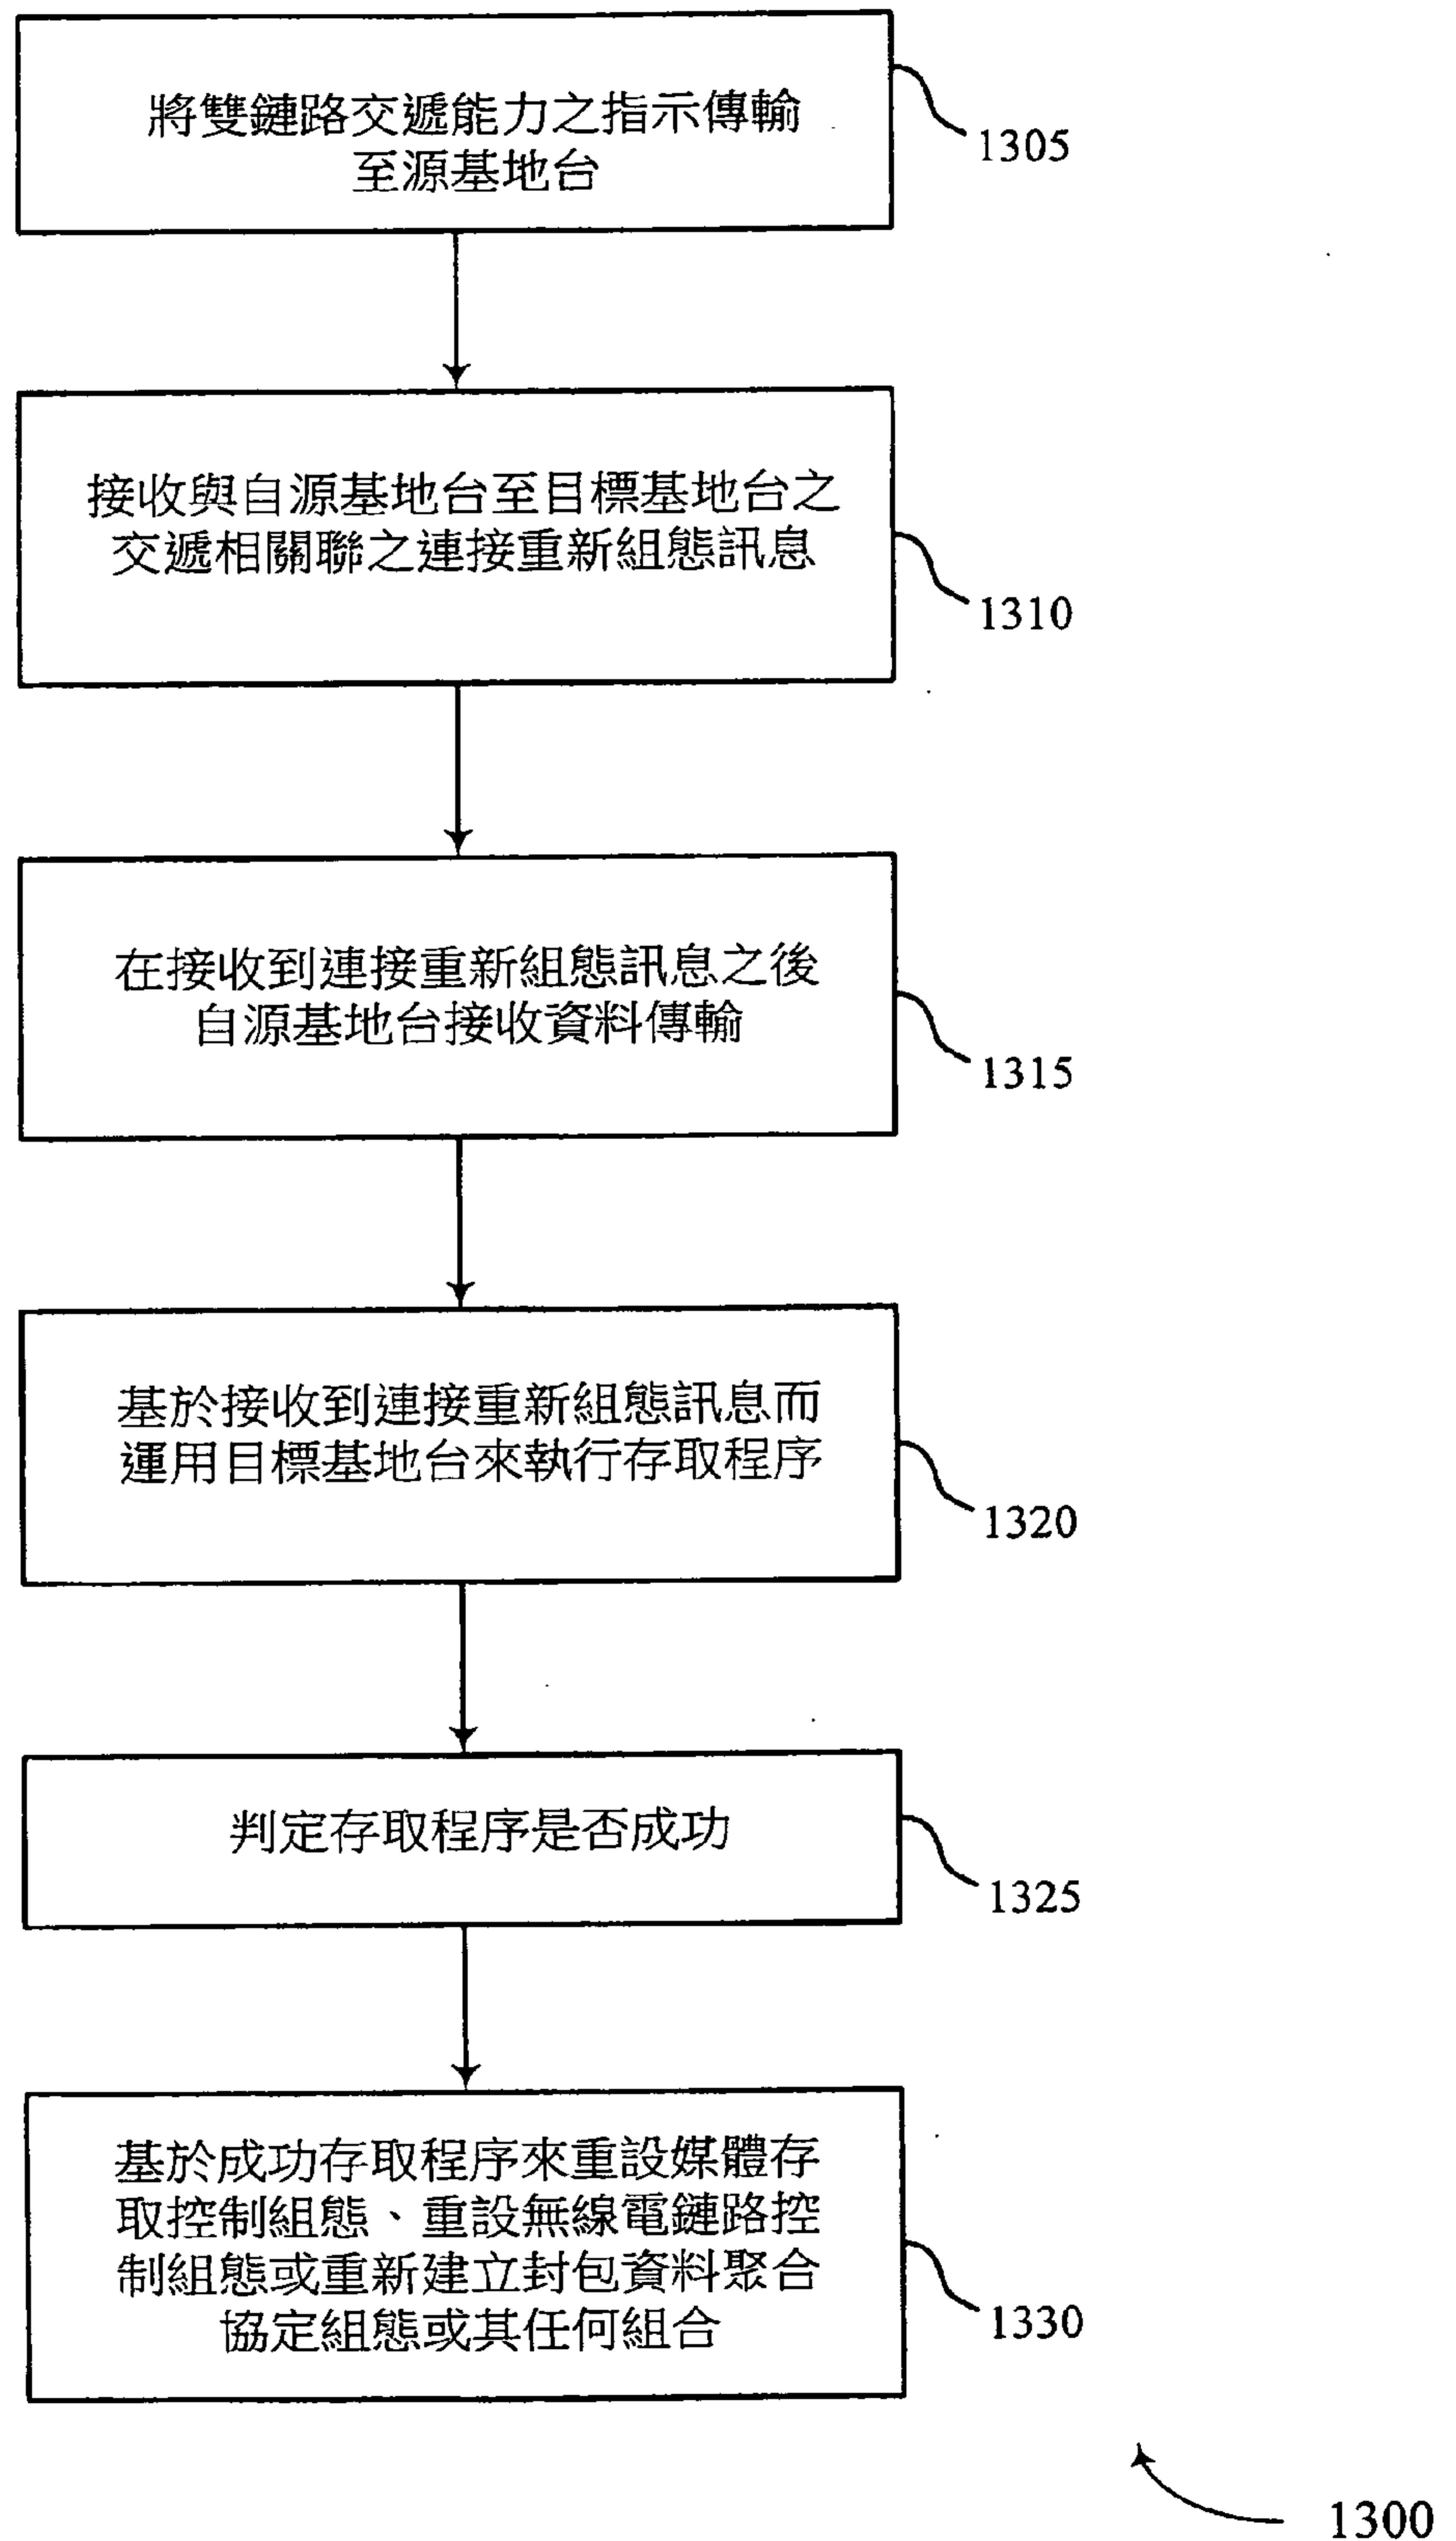 將雙鏈路交遞能力之指示傳輸
至源基地台
1305
接收與自源基地台至目標基地台之
交遞相關聯之連接重新組態訊息
1310
在接收到連接重新組態訊息之後
自源基地台接收資料傳輸
1315
基於接收到連接重新組態訊息而
運用目標基地台來執行存取程序
1320
判定存取程序是否成功
1325
基於成功存取程序來重設媒體存
取控制組態、重設無線電鏈路控
制組態或重新建立封包資料聚合
協定組態或其任何組合
1330
1300